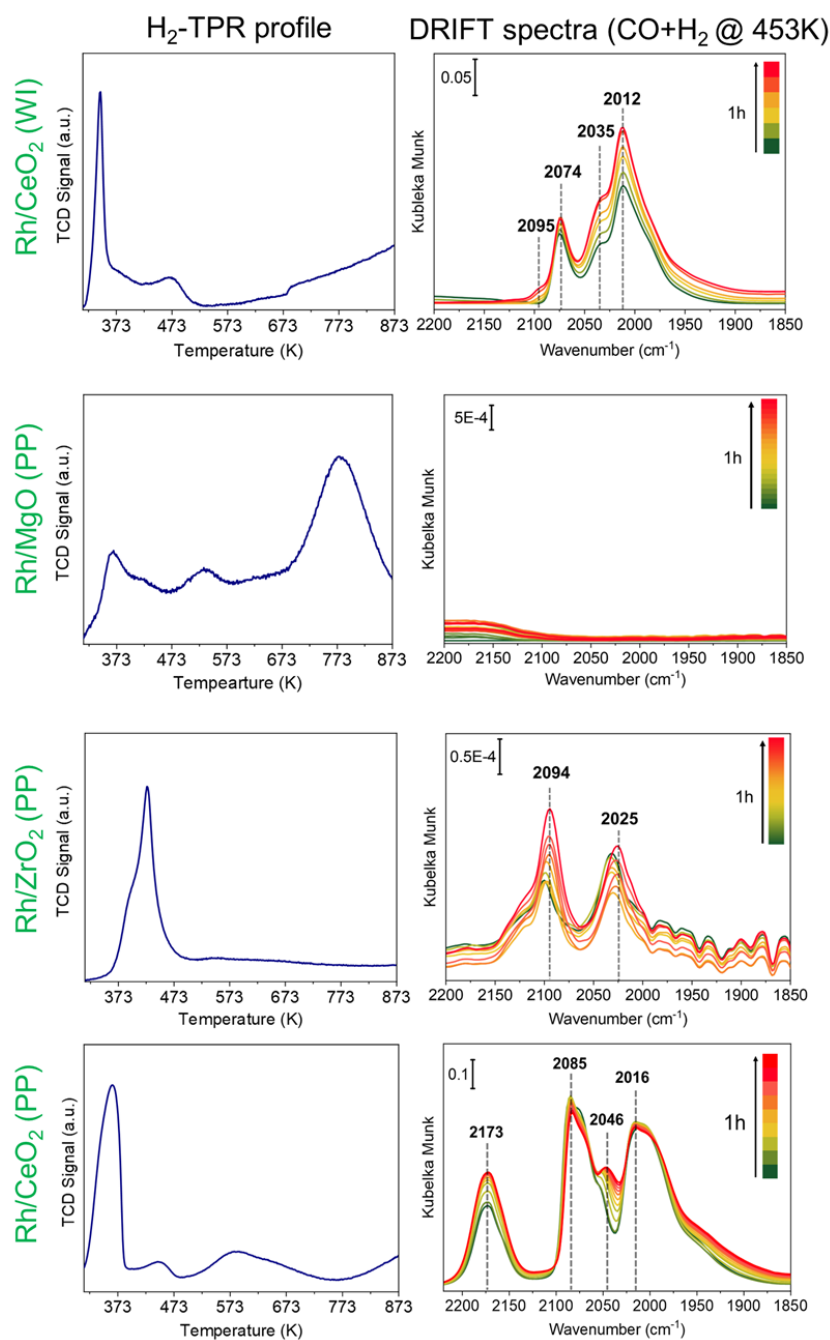 H2-TPR profile
DRIFT spectra (CO+H2 @ 453K)
Rh/CeO2 (WI)
TCD Signal (a.u.)
373 473 573 673 773 873
Temperature (K)
Kubleka Munk
0.05
2095
2074
2035
2012
1h
2200 2150 2100 2050 2000 1950 1900 1850
Wavenumber (cm-1)
Rh/MgO (PP)
TCD Signal (a.u.)
373 473 573 673 773 873
Tempearture (K)
Kubelka Munk
5E-4
1h
2200 2150 2100 2050 2000 1950 1900 1850
Wavenumber (cm-1)
Rh/ZrO2 (PP)
TCD Signal (a.u.)
373 473 573 673 773 873
Temperature (K)
Kubelka Munk
0.5E-4
2094
2025
1h
2200 2150 2100 2050 2000 1950 1900 1850
Wavenumber (cm-1)
Rh/CeO2 (PP)
TCD Signal (a.u.)
373 473 573 673 773 873
Temperature (K)
Kubelka Munk
0.1
2173
2085
2046
2016
1h
2200 2150 2100 2050 2000 1950 1900 1850
Wavenumber (cm-1)